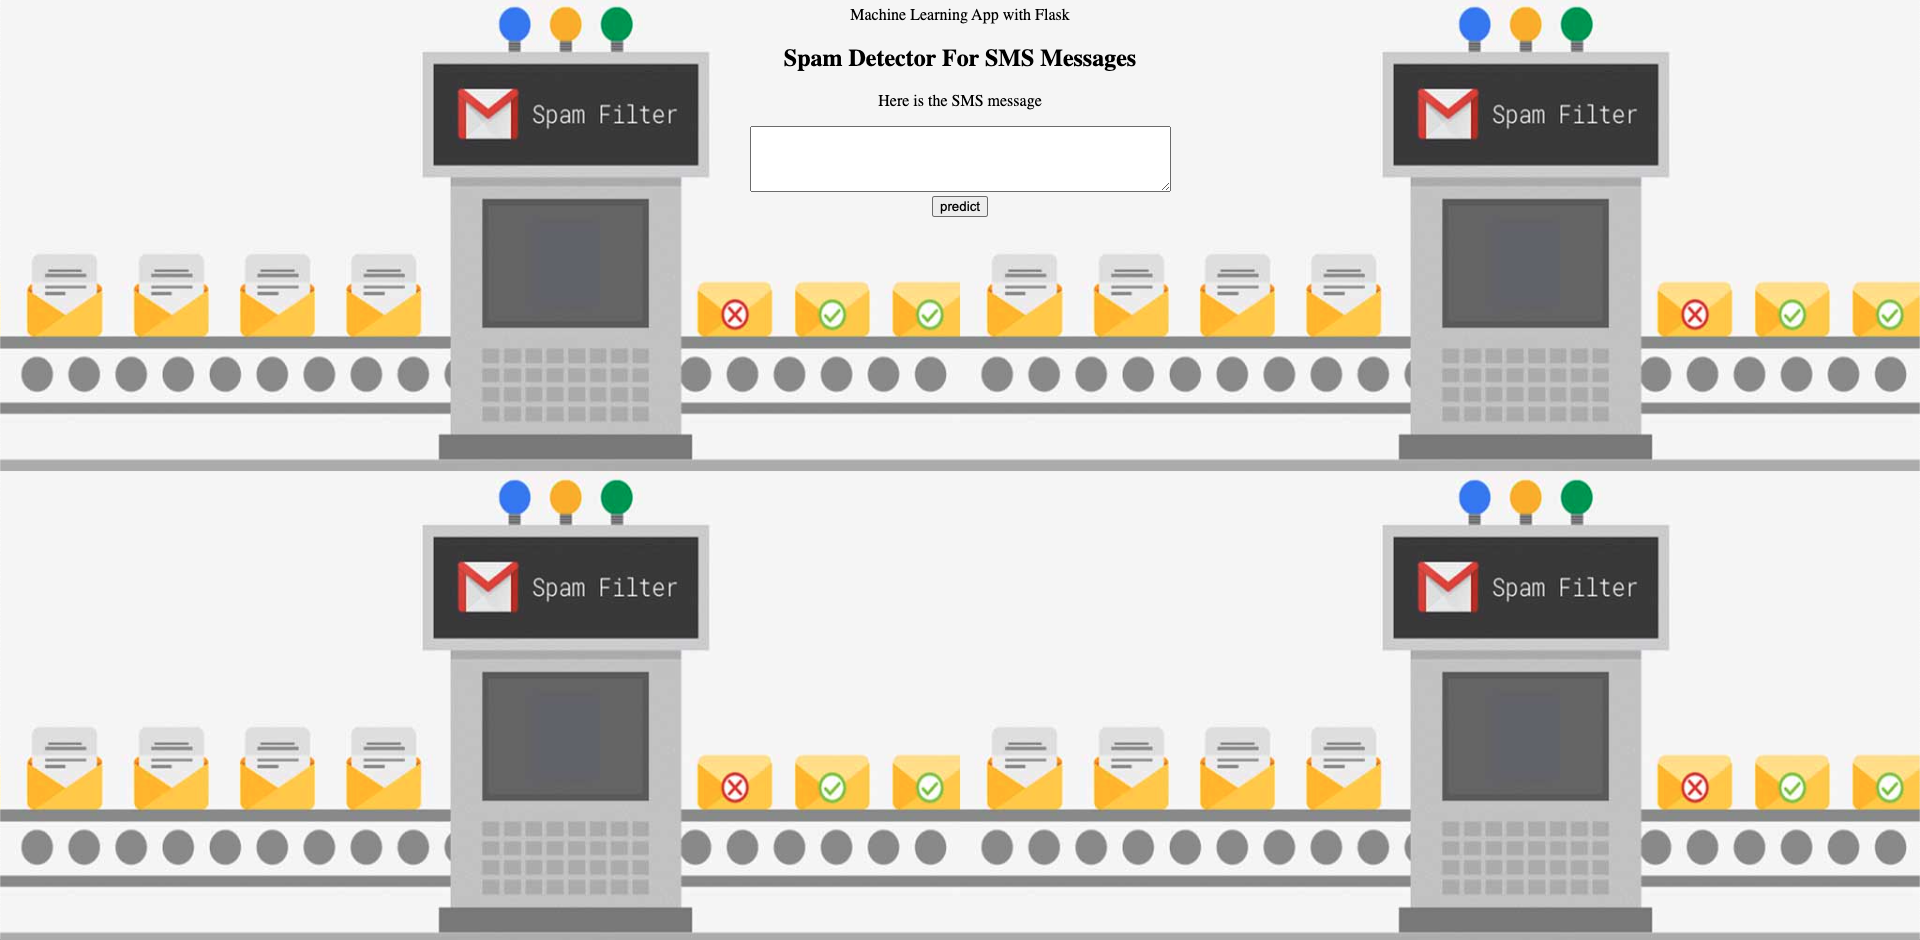 Machine Learning App with Flask
Spam Detector For SMS Messages
Here is the SMS message
predict
Spam Filter
Spam Filter
Spam Filter
Spam Filter